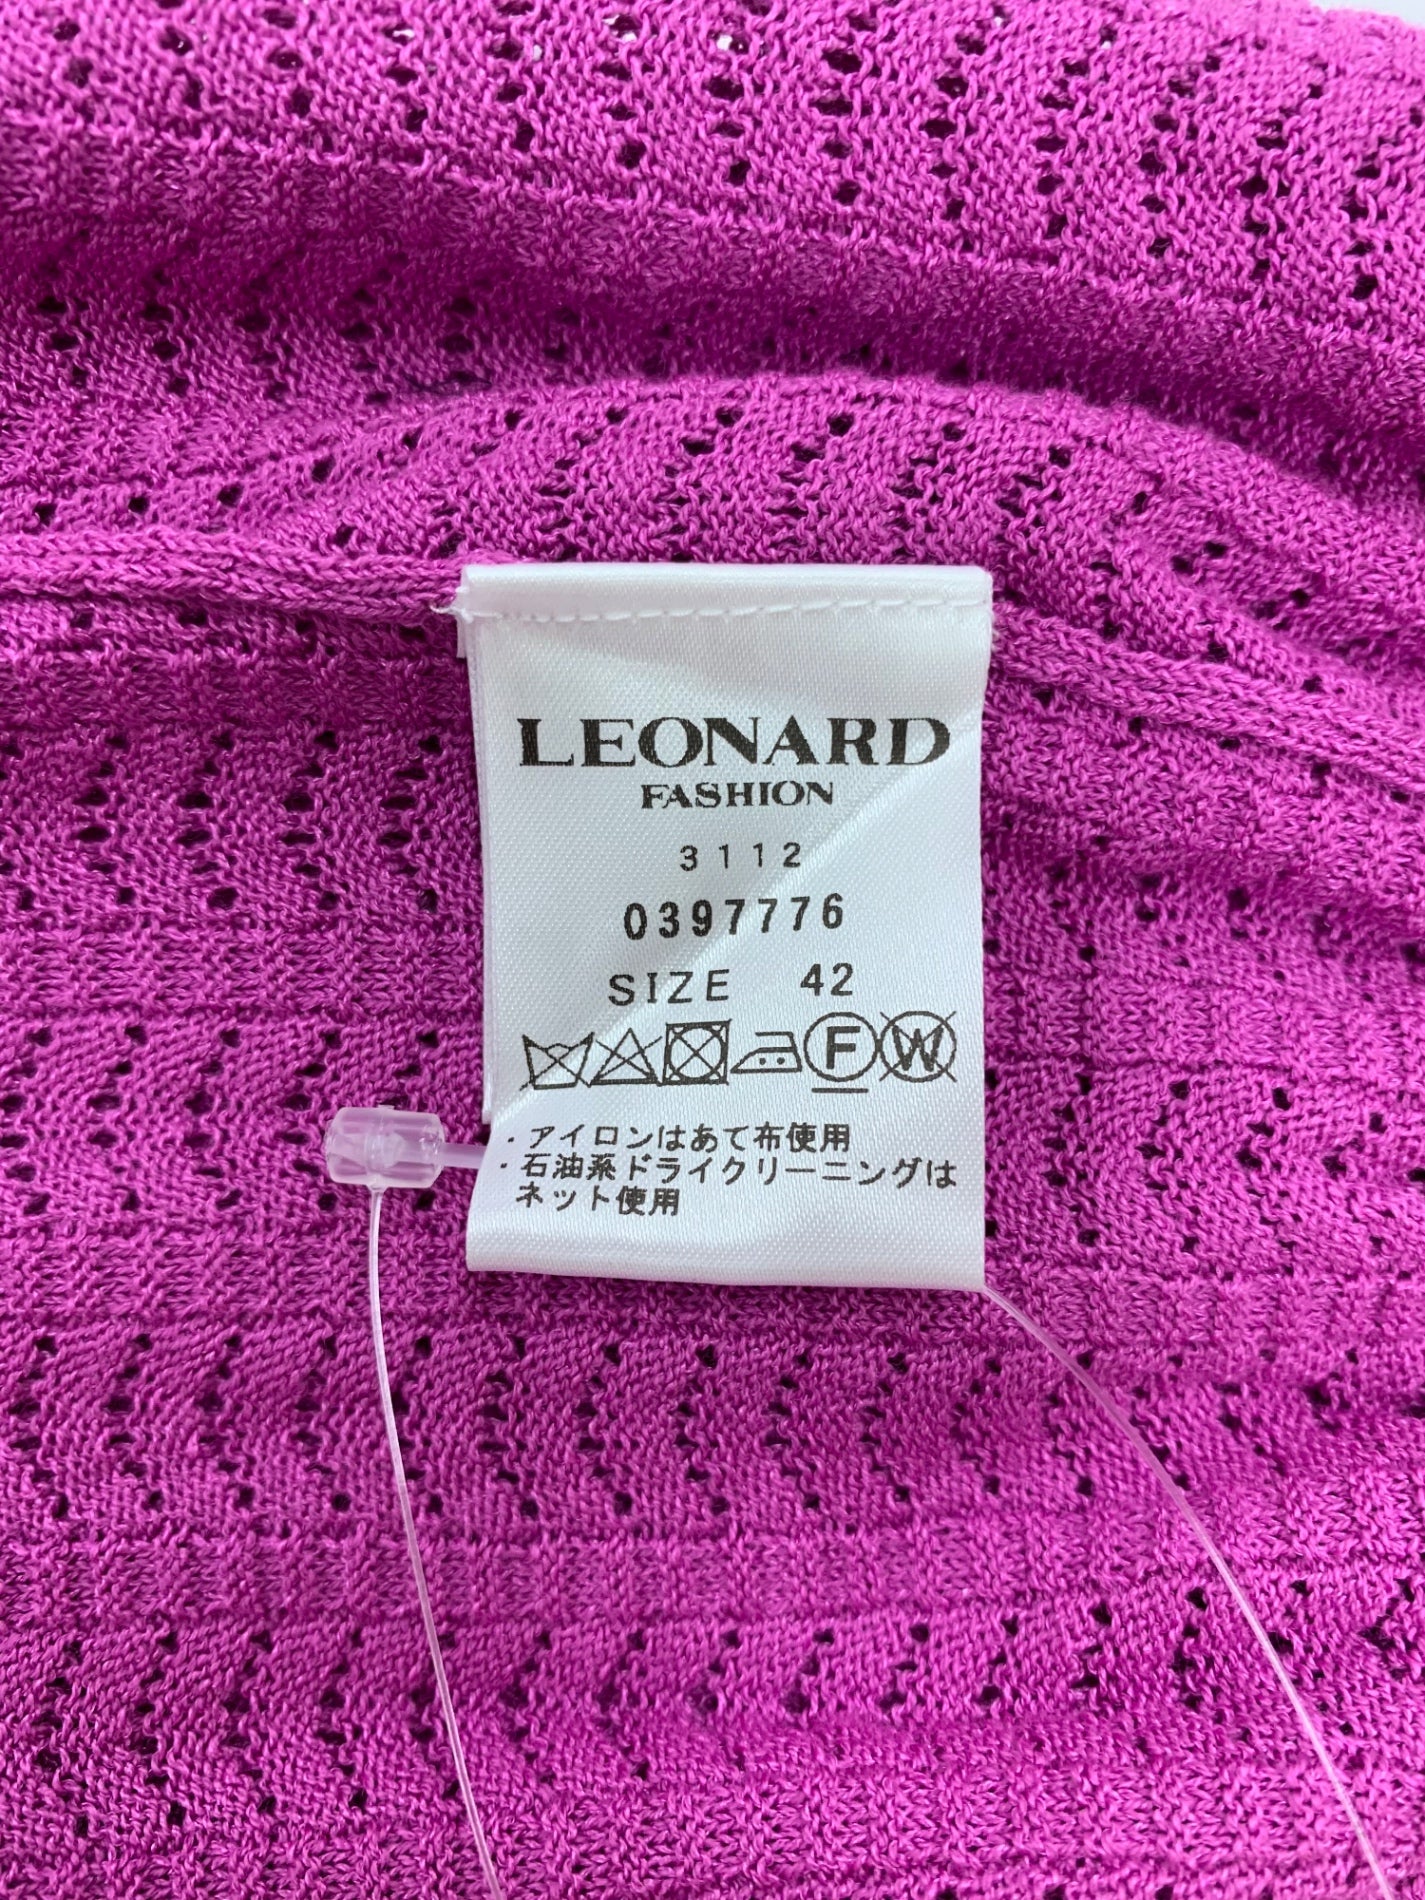 LEONARD
FASHION
3112
0397776
SIZE 42
F W
・アイロンはあて布使用
・石油系ドライクリーニングは
ネット使用